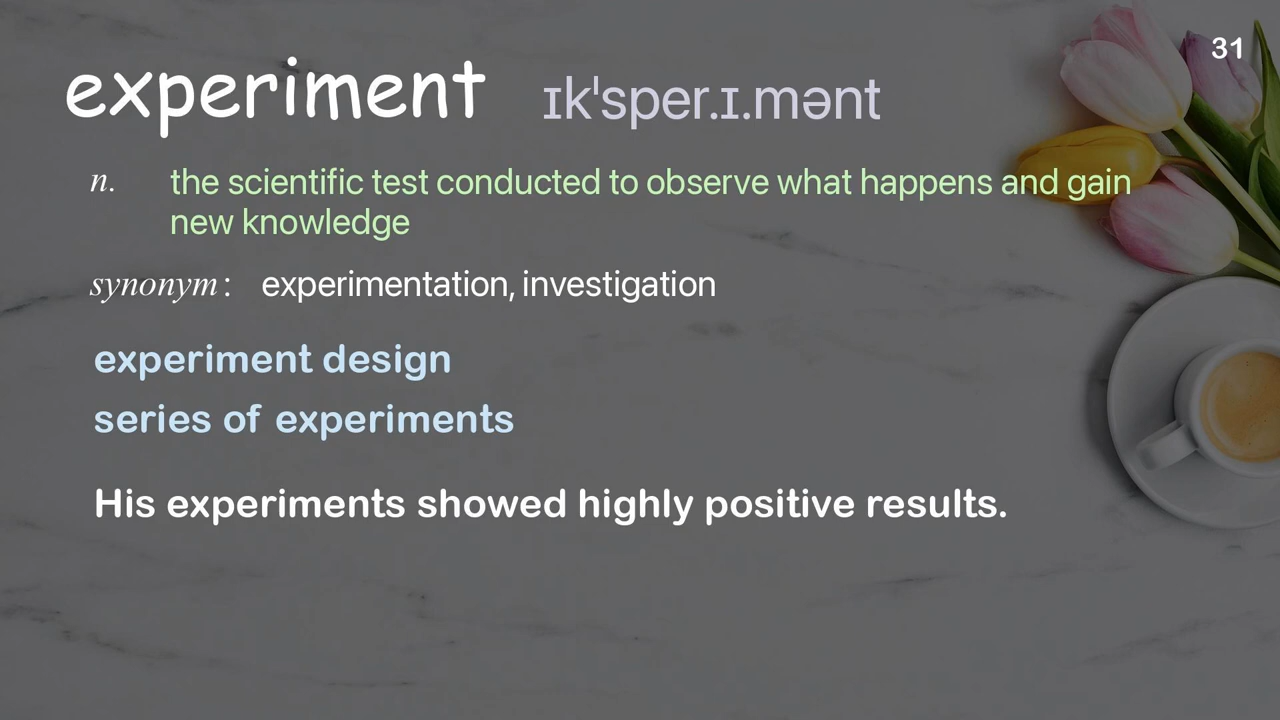 31
experiment ɪkˈsper.ɪ.mənt
n. the scientific test conducted to observe what happens and gain
new knowledge
synonym : experimentation, investigation
experiment design
series of experiments
His experiments showed highly positive results.